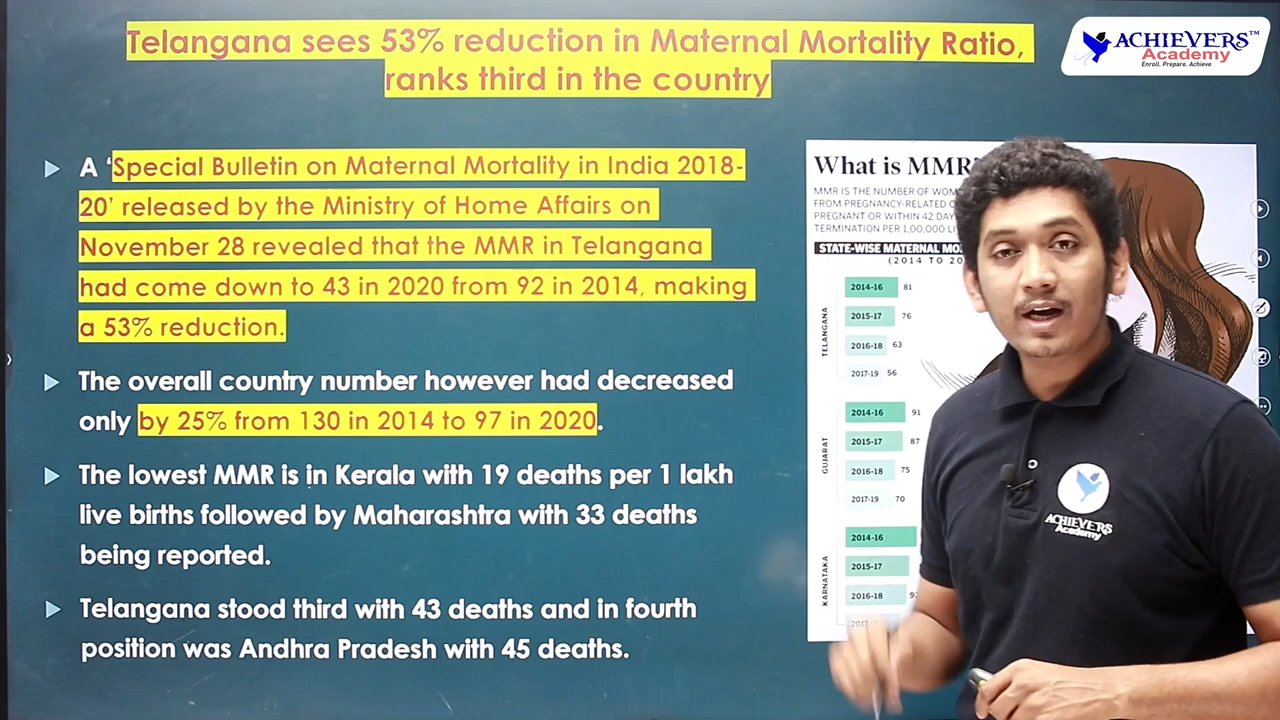 Telangana sees 53% reduction in Maternal Mortality Ratio,
ranks third in the country
ACHIEVERS™
Academy
Enroll. Prepare. Achieve
A ‘Special Bulletin on Maternal Mortality in India 2018-
20’ released by the Ministry of Home Affairs on
November 28 revealed that the MMR in Telangana
had come down to 43 in 2020 from 92 in 2014, making
a 53% reduction.
The overall country number however had decreased
only by 25% from 130 in 2014 to 97 in 2020.
The lowest MMR is in Kerala with 19 deaths per 1 lakh
live births followed by Maharashtra with 33 deaths
being reported.
Telangana stood third with 43 deaths and in fourth
position was Andhra Pradesh with 45 deaths.
What is MMR
MMR IS THE NUMBER OF
FROM PREGNANCY-RELATED
PREGNANT OR WITHIN 42
TERMINATION PER 1,00,000
STATE-WISE MATERNAL
(2014 TO
TELANGANA
2014-16 81
2015-17 76
2016-18 63
2017-19 56
GUJARAT
2014-16 91
2015-17 87
2016-18 75
2017-19 70
KARNATAKA
2014-16
2015-17
2016-18
ACHIEVERS
Academy